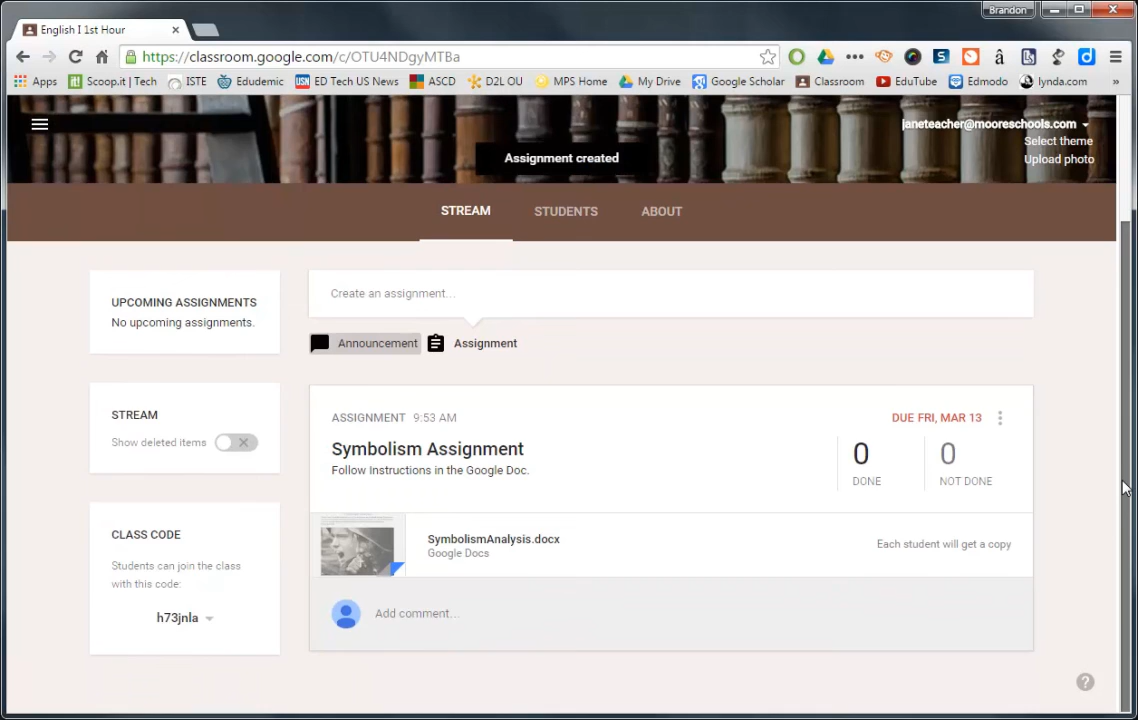 Brandon
English I 1st Hour
https://classroom.google.com/c/OTU4NDgyMTBa
Apps Scoop.it | Tech ISTE Edudemic ED Tech US News ASCD D2L OU MPS Home My Drive Google Scholar Classroom EduTube Edmodo lynda.com »
janeteacher@mooreschools.com
Select theme
Upload photo
Assignment created
STREAM STUDENTS ABOUT
UPCOMING ASSIGNMENTS
No upcoming assignments.
Create an assignment...
Announcement Assignment
STREAM
Show deleted items
ASSIGNMENT 9:53 AM
DUE FRI, MAR 13
Symbolism Assignment
Follow Instructions in the Google Doc.
0 0
DONE NOT DONE
CLASS CODE
Students can join the class
with this code:
h73jnla
SymbolismAnalysis.docx
Google Docs
Each student will get a copy
Add comment...